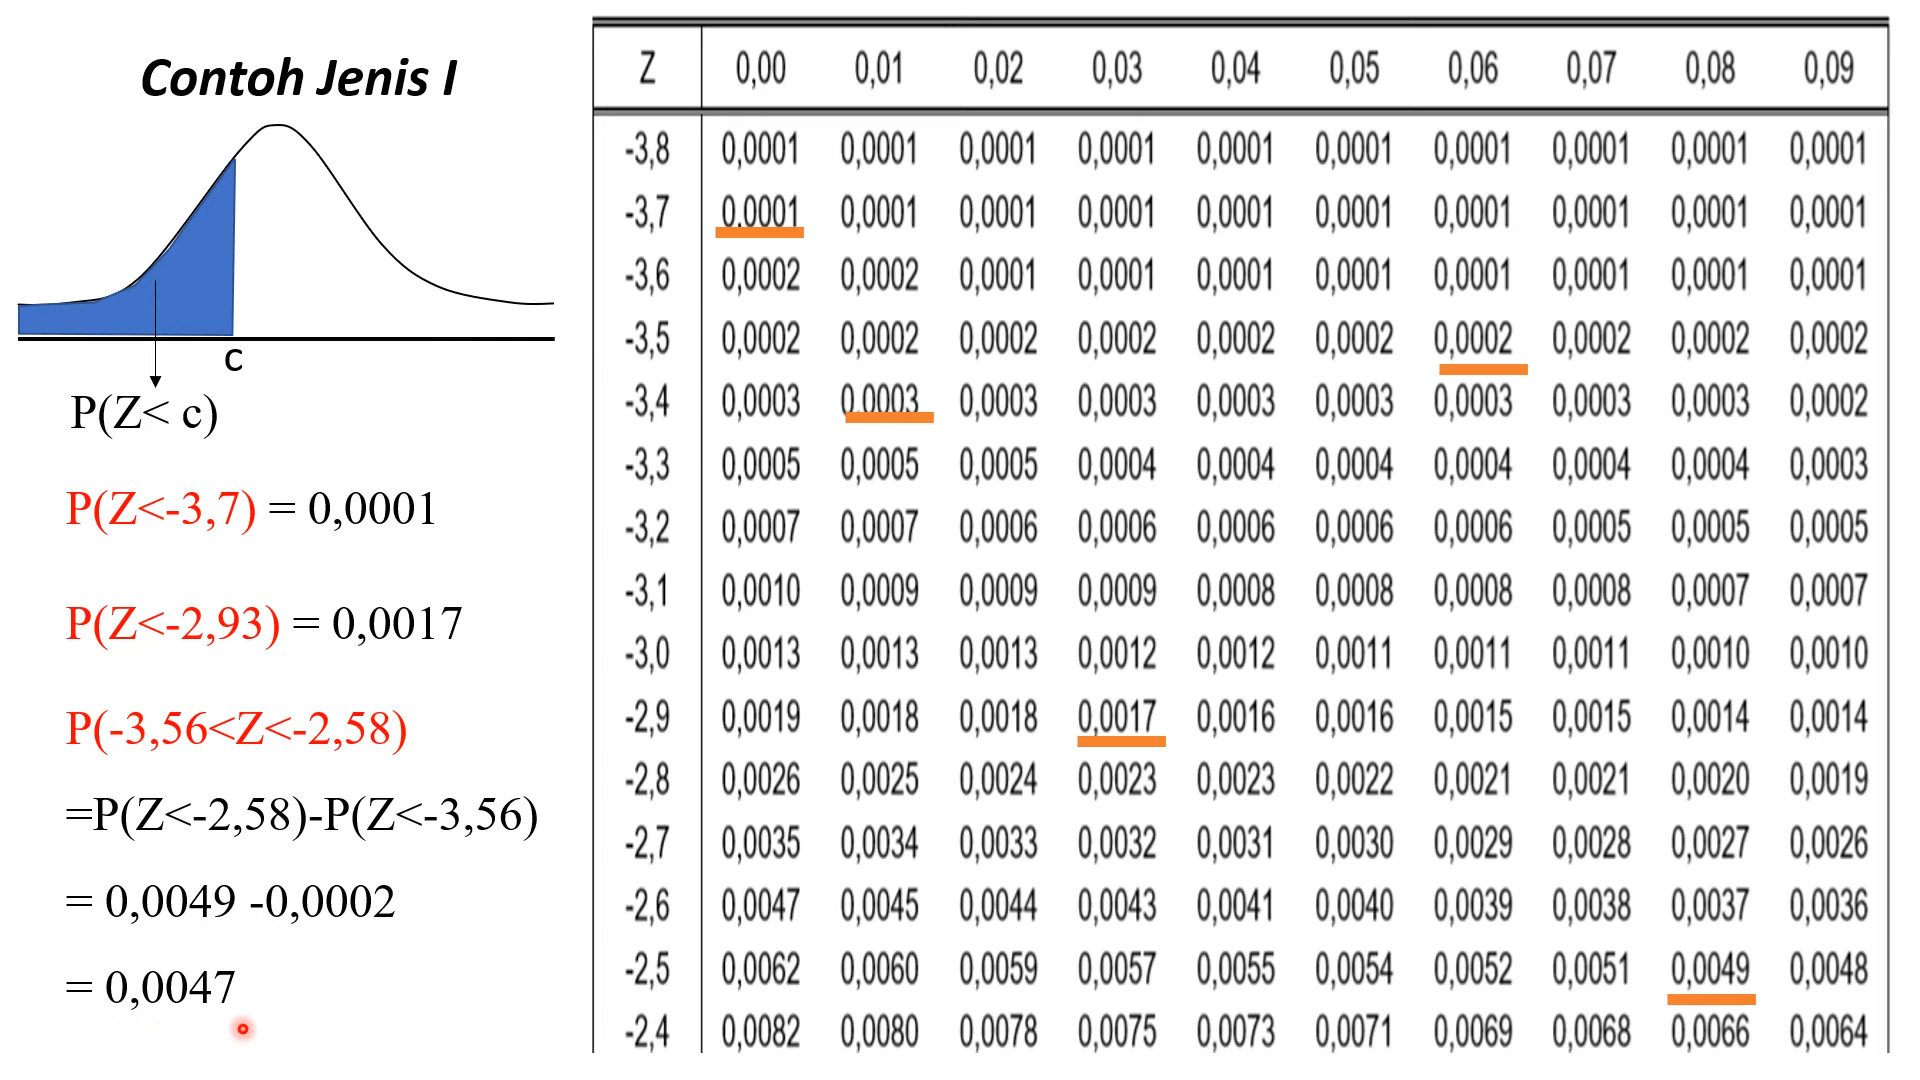 Contoh Jenis I
c
P(Z< c)
P(Z<-3,7) = 0,0001
P(Z<-2,93) = 0,0017
P(-3,56<Z<-2,58)
=P(Z<-2,58)-P(Z<-3,56)
= 0,0049 -0,0002
= 0,0047
Z 0,00 0,01 0,02 0,03 0,04 0,05 0,06 0,07 0,08 0,09
-3,8 0,0001 0,0001 0,0001 0,0001 0,0001 0,0001 0,0001 0,0001 0,0001 0,0001
-3,7 0,0001 0,0001 0,0001 0,0001 0,0001 0,0001 0,0001 0,0001 0,0001 0,0001
-3,6 0,0002 0,0002 0,0001 0,0001 0,0001 0,0001 0,0001 0,0001 0,0001 0,0001
-3,5 0,0002 0,0002 0,0002 0,0002 0,0002 0,0002 0,0002 0,0002 0,0002 0,0002
-3,4 0,0003 0,0003 0,0003 0,0003 0,0003 0,0003 0,0003 0,0003 0,0003 0,0002
-3,3 0,0005 0,0005 0,0005 0,0004 0,0004 0,0004 0,0004 0,0004 0,0004 0,0003
-3,2 0,0007 0,0007 0,0006 0,0006 0,0006 0,0006 0,0006 0,0005 0,0005 0,0005
-3,1 0,0010 0,0009 0,0009 0,0009 0,0008 0,0008 0,0008 0,0008 0,0007 0,0007
-3,0 0,0013 0,0013 0,0013 0,0012 0,0012 0,0011 0,0011 0,0011 0,0010 0,0010
-2,9 0,0019 0,0018 0,0018 0,0017 0,0016 0,0016 0,0015 0,0015 0,0014 0,0014
-2,8 0,0026 0,0025 0,0024 0,0023 0,0023 0,0022 0,0021 0,0021 0,0020 0,0019
-2,7 0,0035 0,0034 0,0033 0,0032 0,0031 0,0030 0,0029 0,0028 0,0027 0,0026
-2,6 0,0047 0,0045 0,0044 0,0043 0,0041 0,0040 0,0039 0,0038 0,0037 0,0036
-2,5 0,0062 0,0060 0,0059 0,0057 0,0055 0,0054 0,0052 0,0051 0,0049 0,0048
-2,4 0,0082 0,0080 0,0078 0,0075 0,0073 0,0071 0,0069 0,0068 0,0066 0,0064